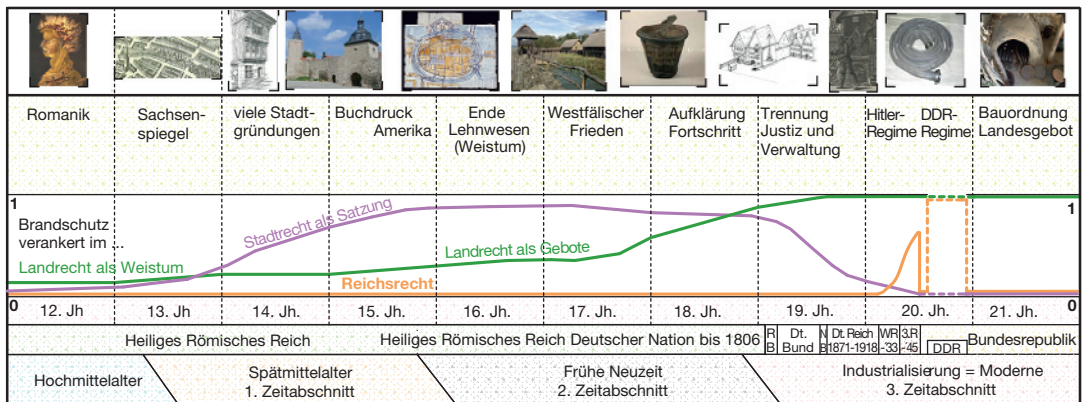 Romanik
Sachsen-
spiegel
viele Stadt-
gründungen
Buchdruck
Amerika
Ende
Lehnwesen
(Weistum)
Westfälischer
Frieden
Aufklärung
Fortschritt
Trennung
Justiz und
Verwaltung
Hitler-
Regime
DDR-
Regime
Bauordnung
Landesgebot
1
1
Brandschutz
verankert im ...
Stadtrecht als Satzung
Landrecht als Weistum
Landrecht als Gebote
Reichsrecht
0
0
12. Jh
13. Jh
14. Jh.
15. Jh.
16. Jh.
17. Jh.
18. Jh.
19. Jh.
20. Jh.
21. Jh.
Heiliges Römisches Reich
Heiliges Römisches Reich Deutscher Nation bis 1806
R
B
Dt.
Bund
N
B
Dt. Reich
1871-1918
WR
-33
3.R
-'45
DDR
Bundesrepublik
Hochmittelalter
Spätmittelalter
1. Zeitabschnitt
Frühe Neuzeit
2. Zeitabschnitt
Industrialisierung = Moderne
3. Zeitabschnitt